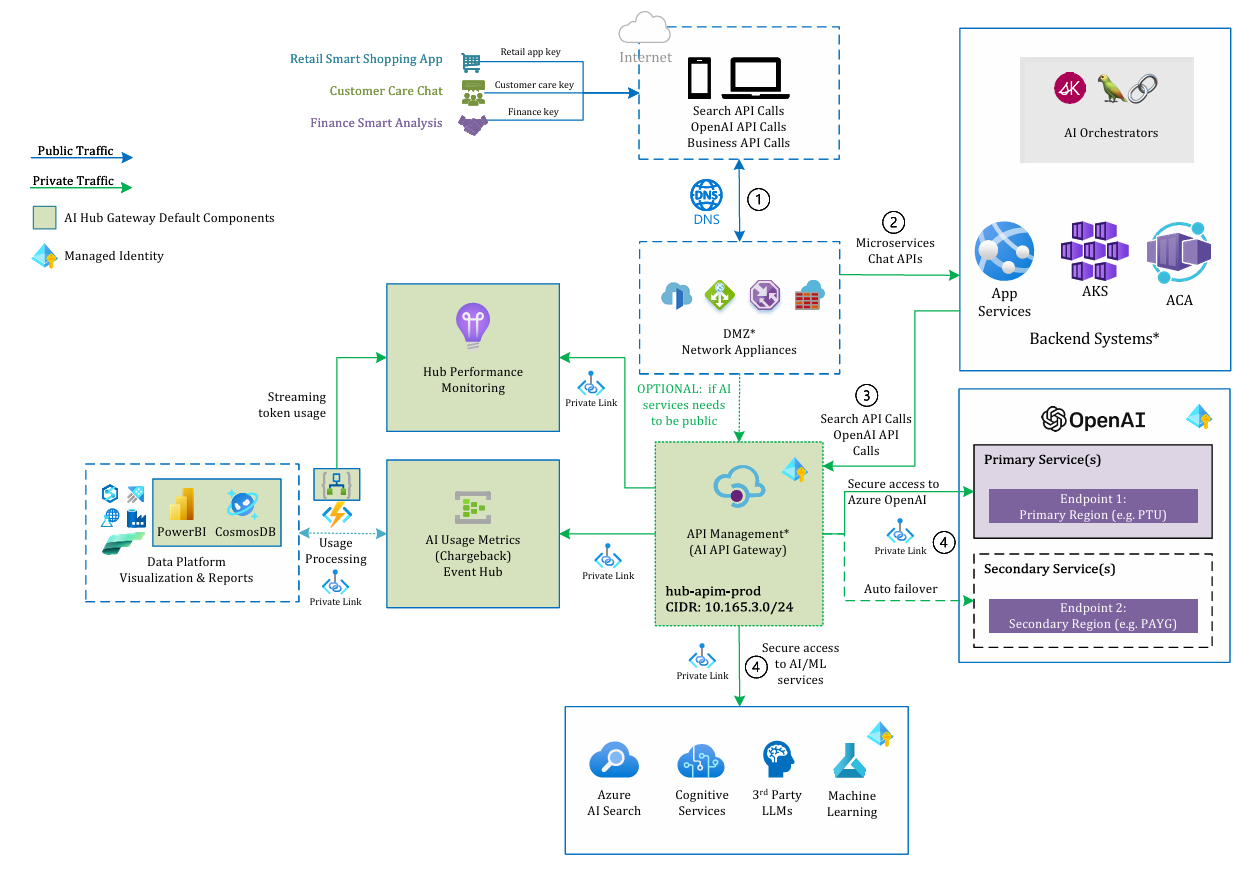 Internet
Retail Smart Shopping App
Retail app key
Customer Care Chat
Customer care key
Finance Smart Analysis
Finance key
Search API Calls
OpenAI API Calls
Business API Calls
SK
AI Orchestrators
Public Traffic
Private Traffic
AI Hub Gateway Default Components
Managed Identity
DNS
DNS
1
2
Microservices
Chat APIs
App
Services
AKS
ACA
Backend Systems*
DMZ*
Network Appliances
Hub Performance
Monitoring
Private Link
OPTIONAL: if AI
services needs
to be public
3
Search API Calls
OpenAI API
Calls
Streaming
token usage
OpenAI
Primary Service(s)
Endpoint 1:
Primary Region (e.g. PTU)
Secure access to
Azure OpenAI
Private Link
4
Secondary Service(s)
Endpoint 2:
Secondary Region (e.g. PAYG)
Auto failover
API Management*
(AI API Gateway)
hub-apim-prod
CIDR: 10.165.3.0/24
AI Usage Metrics
(Chargeback)
Event Hub
Private Link
Usage
Processing
Private Link
PowerBI
CosmosDB
Data Platform
Visualization & Reports
Private Link
4
Secure access
to AI/ML
services
Azure
AI Search
Cognitive
Services
3rd Party
LLMs
Machine
Learning